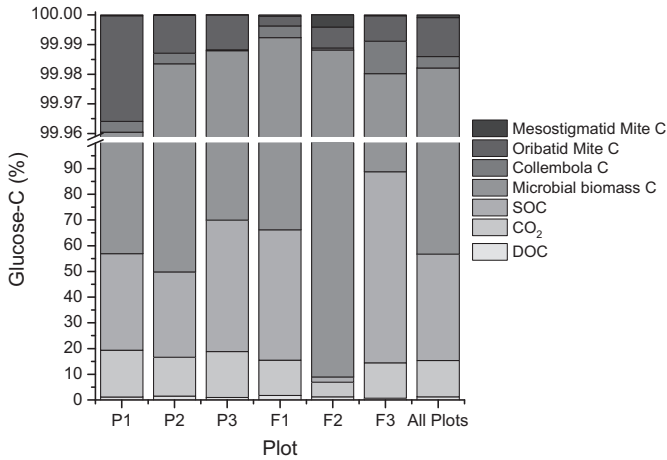 100.00
99.99
99.98
99.97
99.96
90
80
70
60
50
40
30
20
10
0
Glucose-C (%)
P1 P2 P3 F1 F2 F3 All Plots
Plot
Mesostigmatid Mite C
Oribatid Mite C
Collembola C
Microbial biomass C
SOC
CO₂
DOC